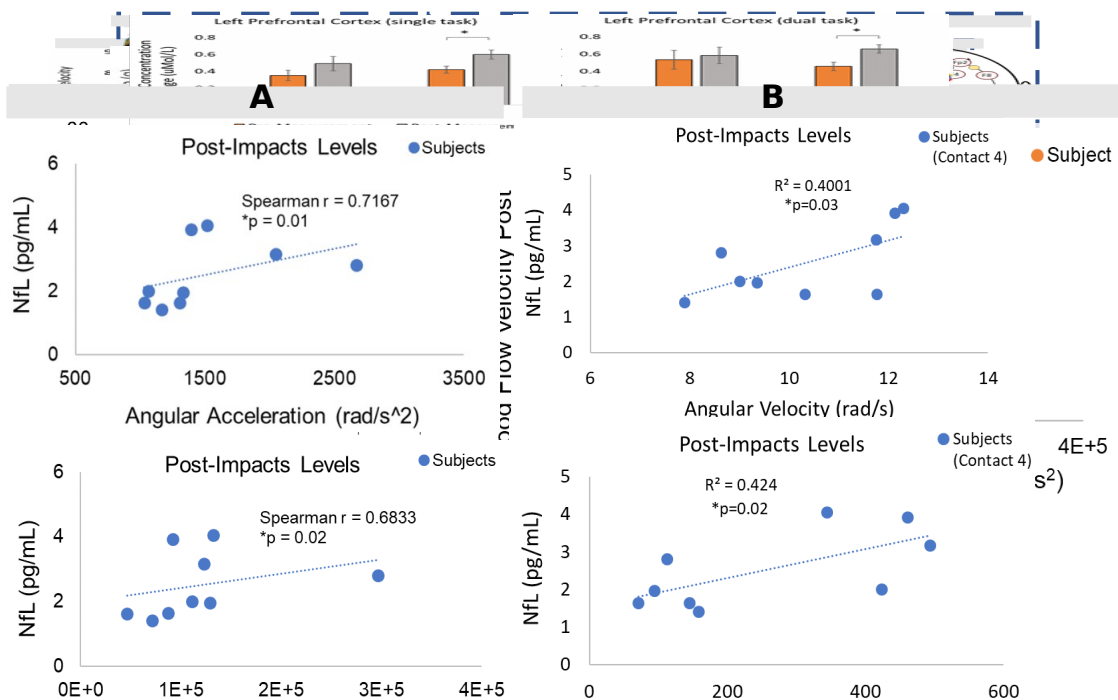 Left Prefrontal Cortex (single task)
Left Prefrontal Cortex (dual task)
Concentration
0.8
0.6
0.4
*
0.8
0.6
0.4
*
A
B
Post-Impacts Levels
Subjects
Spearman r = 0.7167
*p = 0.01
NfL (pg/mL)
6
4
2
0
500
1500
2500
3500
Angular Acceleration (rad/s^2)
Post-Impacts Levels
Subjects
(Contact 4)
Subject
R² = 0.4001
*p=0.03
NfL (pg/mL)
5
4
3
2
1
0
6
8
10
12
14
Angular Velocity (rad/s)
Flow Velocity Post
Post-Impacts Levels
Subjects
Spearman r = 0.6833
*p = 0.02
NfL (pg/mL)
6
4
2
0
0E+0
1E+5
2E+5
3E+5
4E+5
Post-Impacts Levels
Subjects
(Contact 4)
4E+5
s²)
R² = 0.424
*p=0.02
NfL (pg/mL)
5
4
3
2
1
0
0
200
400
600